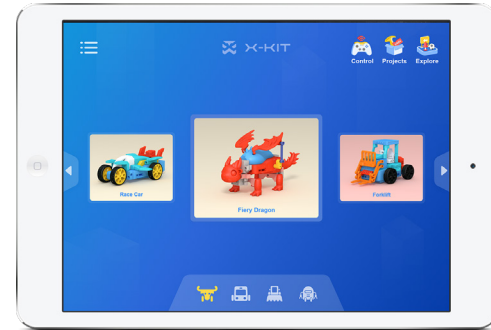 X-KIT
Control Projects Explore
Race Car
Fiery Dragon
Forklift